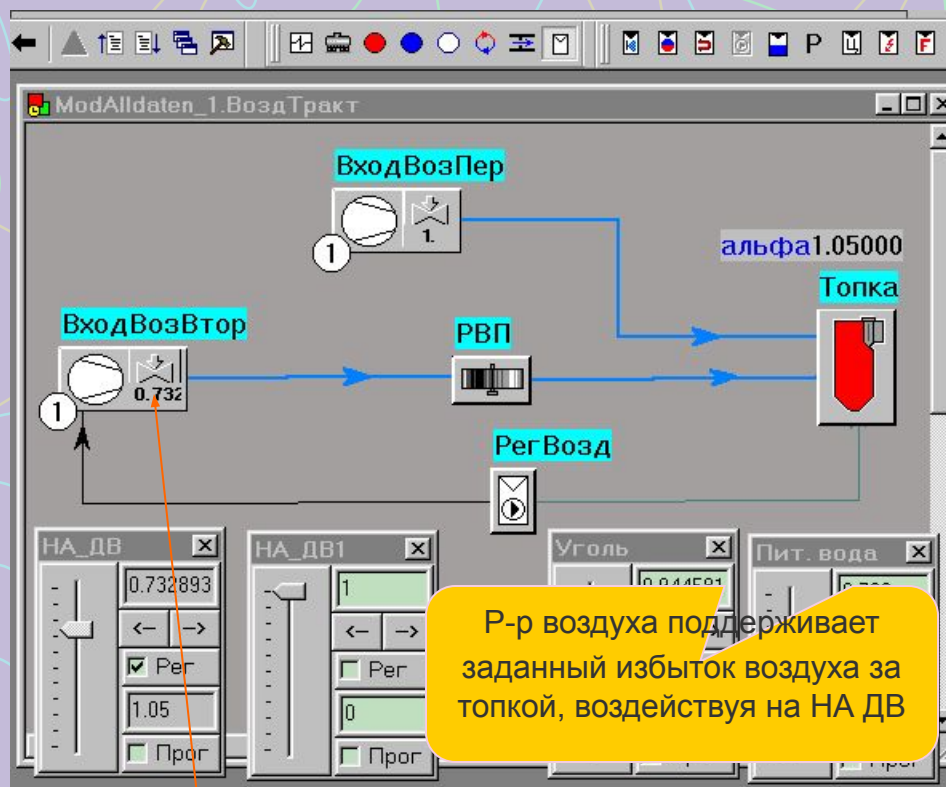 Р
Ц
F
ModAlldaten_1.ВоздТракт
ВходВозПер
1.
1
альфа1.05000
Топка
ВходВозВтор
РВП
0.732
1
РегВозд
НА_ДВ
0.732893
<- ->
Рег
1.05
Прог
НА_ДВ1
1
<- ->
Рег
0
Прог
Уголь
Пит. вода
Р-р воздуха поддерживает
заданный избыток воздуха за
топкой, воздействуя на НА ДВ